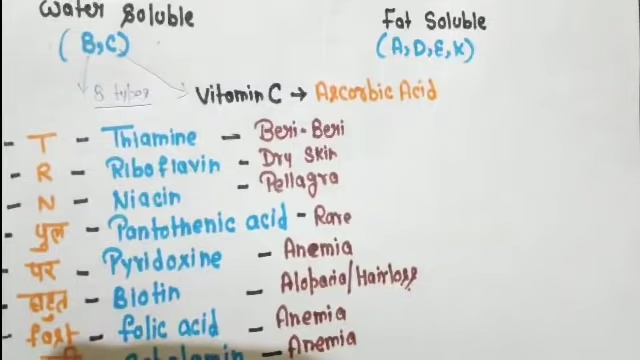 Water Soluble
(B,C)
Fat Soluble
(A,D,E,K)
8 types
Vitamin C → Ascorbic Acid
- T - Thiamine - Beri-Beri
- R - Riboflavin - Dry Skin
- N - Niacin - Pellagra
- पुल - Pantothenic acid - Rare
- पर - Pyridoxine - Anemia
- बहुत - Biotin - Alopacia/Hairloss
- fast - folic acid - Anemia
- Anemia